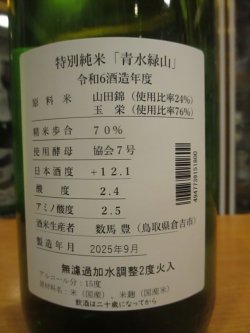 特別純米「青水緑山」
令和6酒造年度
原料米 山田錦（使用比率24%）
玉栄（使用比率76%）
精米歩合 70%
使用酵母 協会7号
日本酒度 +12.1
酸度 2.4
アミノ酸度 2.5
酒米生産者 数馬 豊（鳥取県倉吉市）
製造年月 2025年9月
無濾過加水調整2度火入
アルコール分：15度
原材料名：米（国産）、米麹（国産米）
飲酒は二十歳になってから